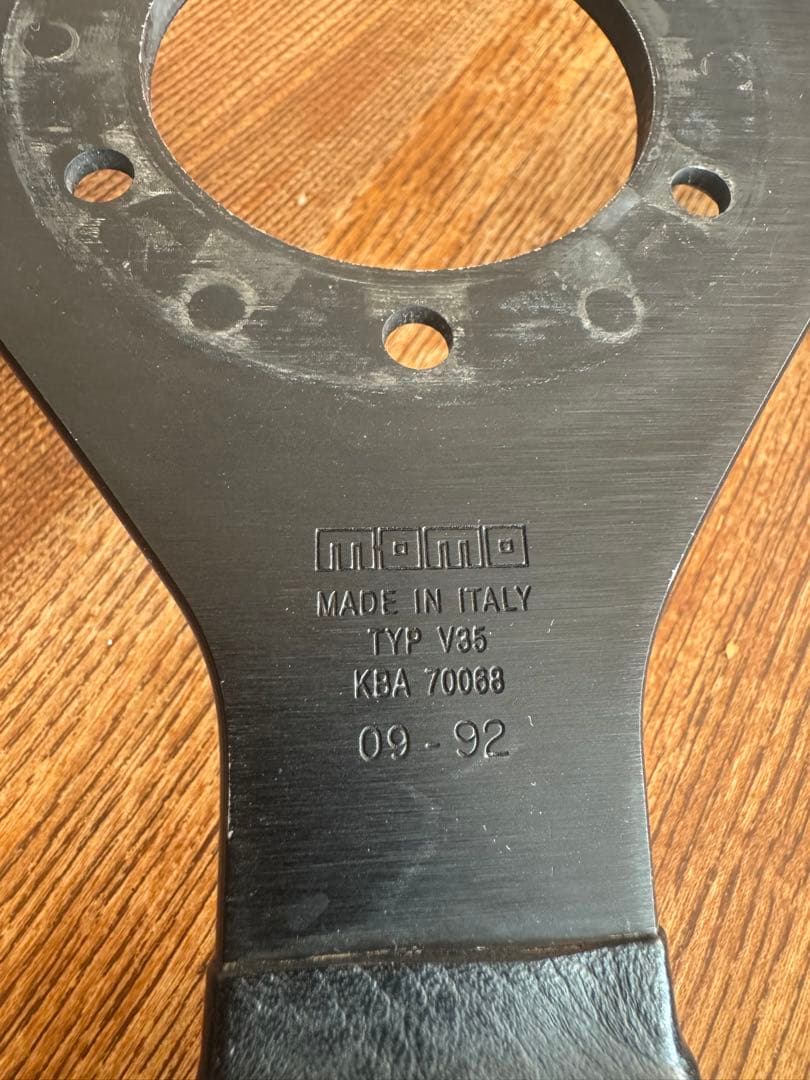 momo
MADE IN ITALY
TYP V35
KBA 70068
09-92